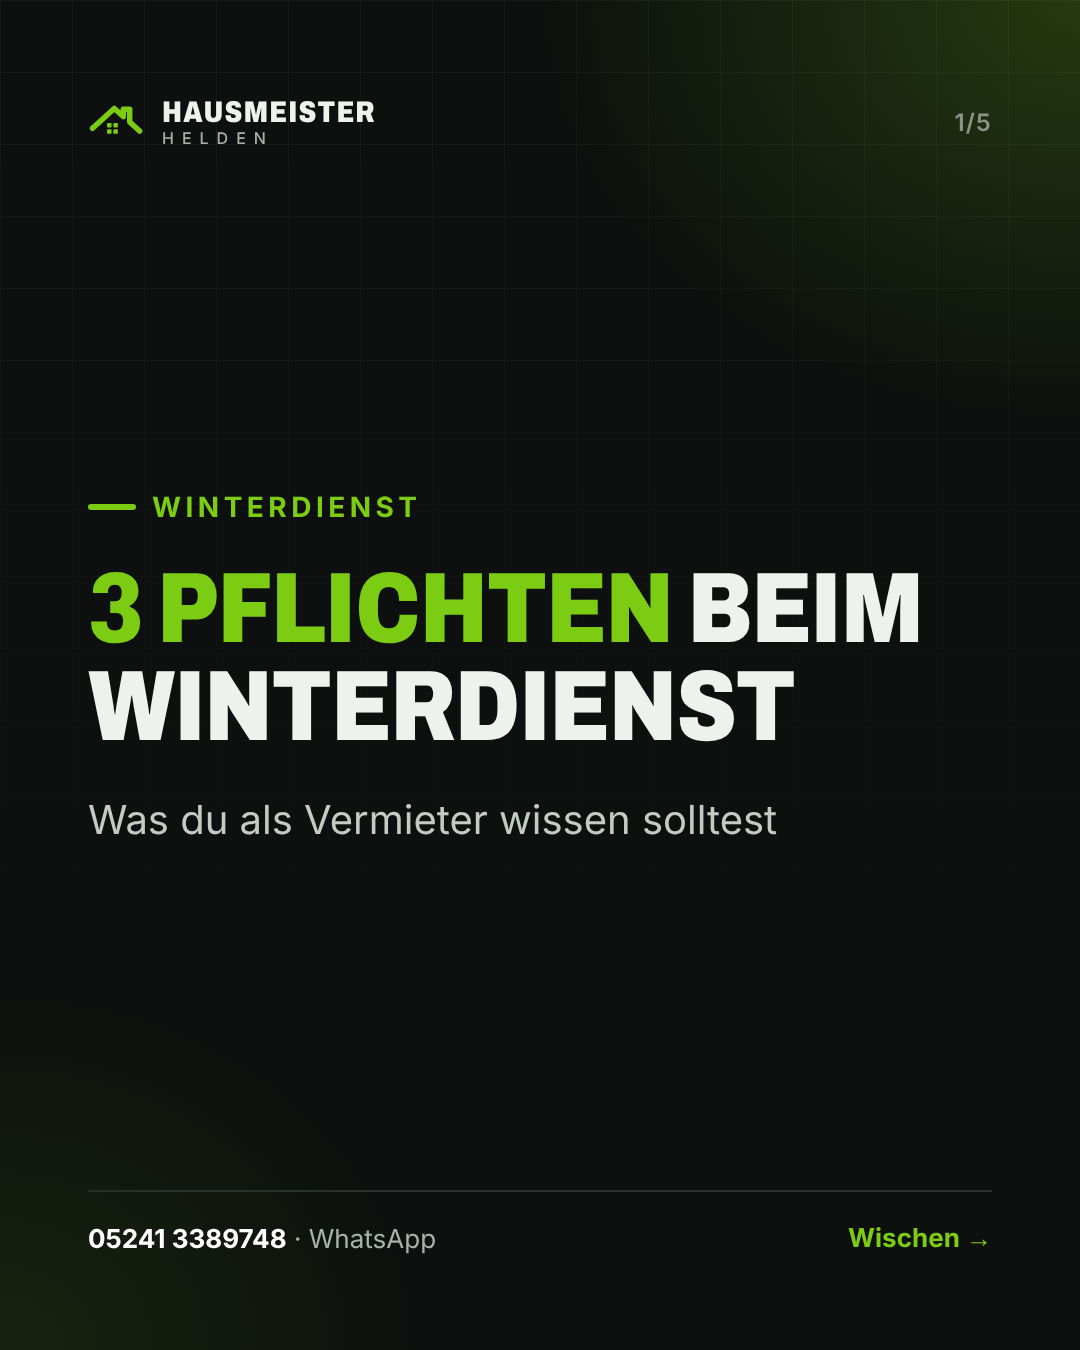 HAUSMEISTER
HELDEN
1/5
WINTERDIENST
3 PFLICHTEN BEIM
WINTERDIENST
Was du als Vermieter wissen solltest
05241 3389748 · WhatsApp
Wischen →